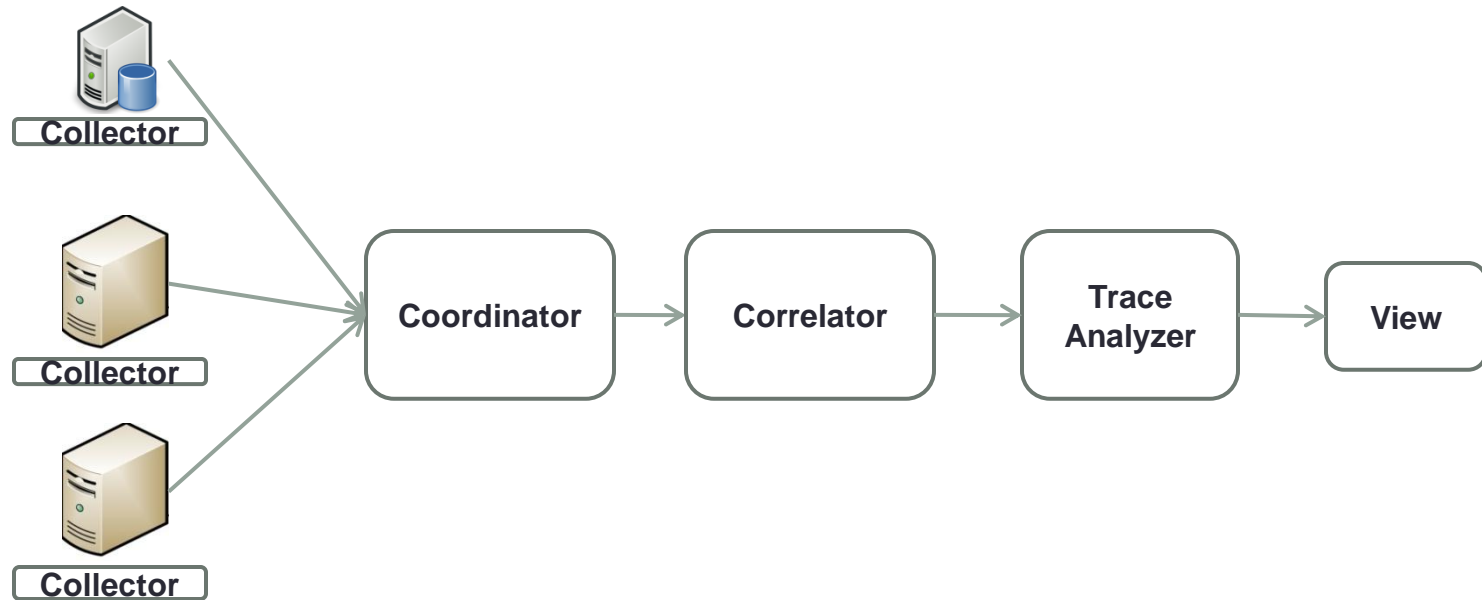 Collector
Collector
Collector
Coordinator
Correlator
Trace
Analyzer
View